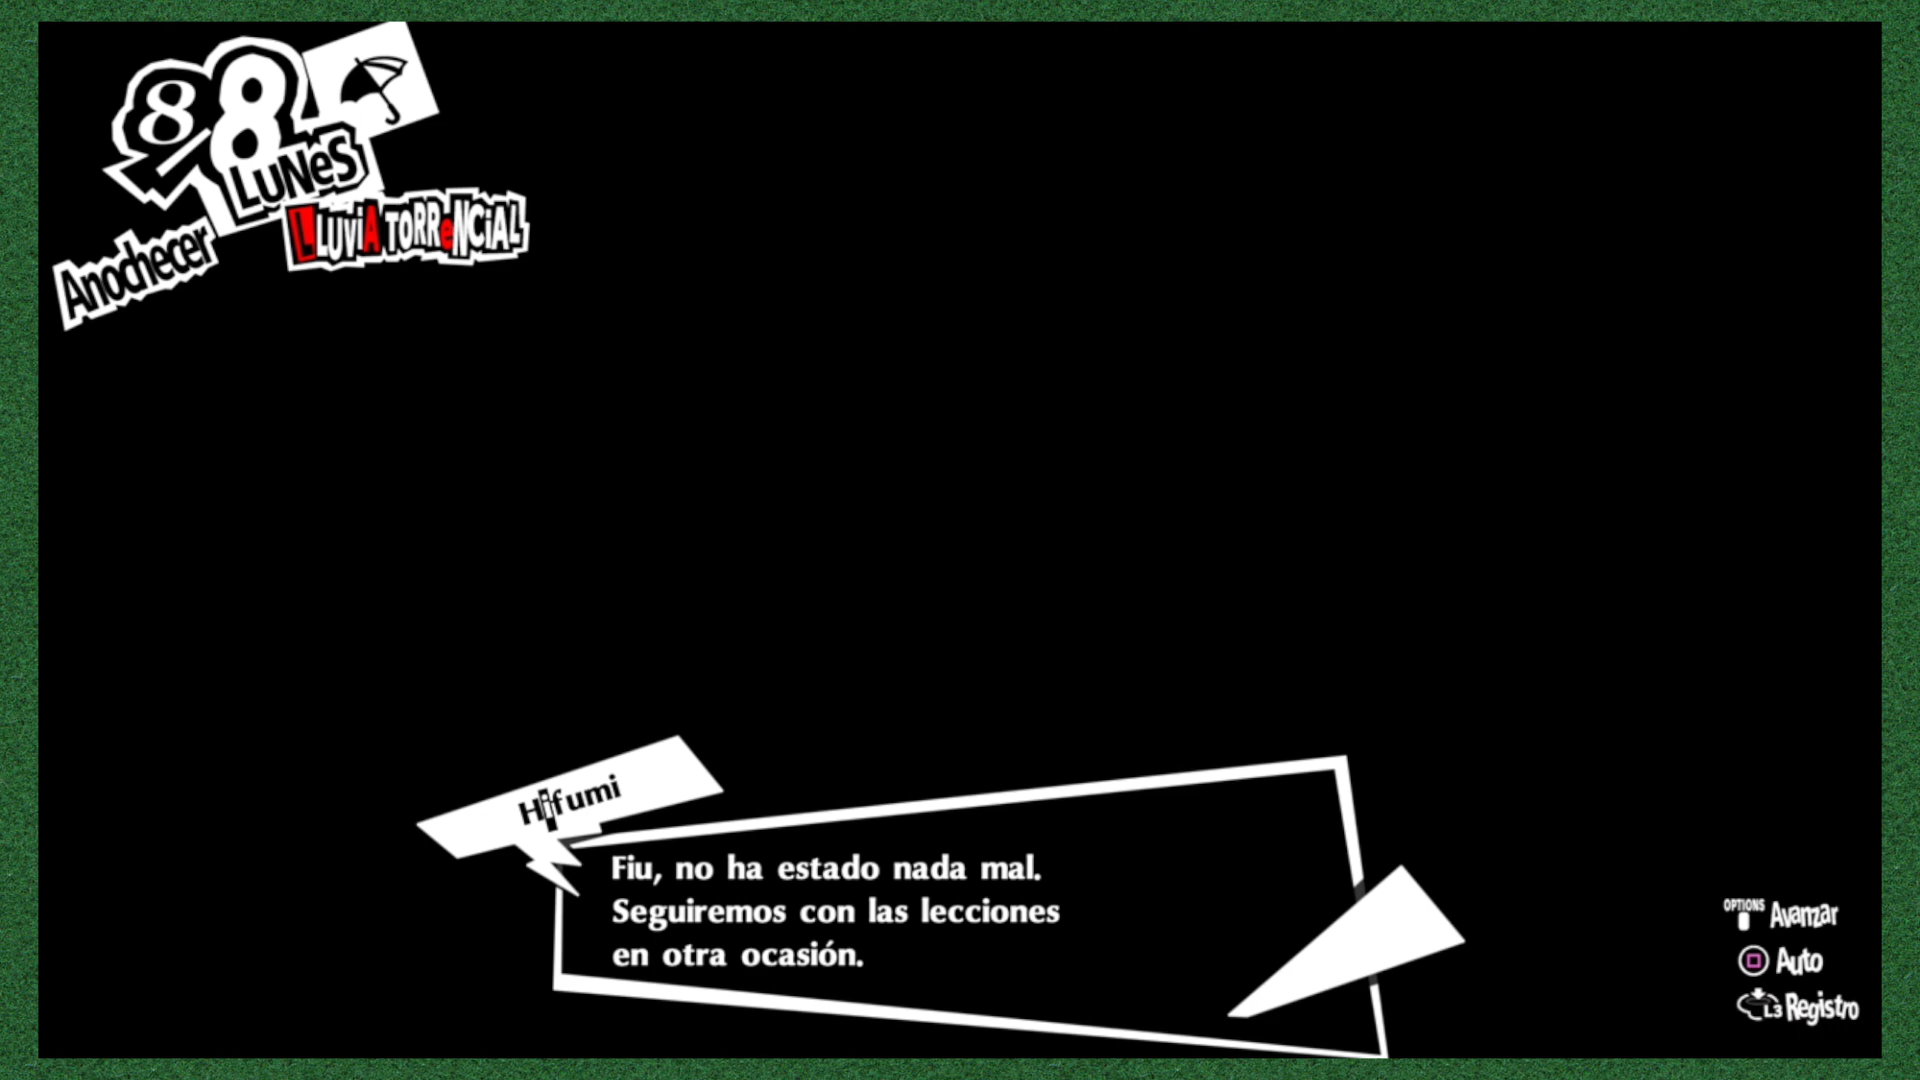 8/8
LuNeS
LLUViA TORReNCiAL
Anochecer
Hifumi
Fiu, no ha estado nada mal.
Seguiremos con las lecciones
en otra ocasión.
OPTIONS Avanzar
Auto
L3 Registro